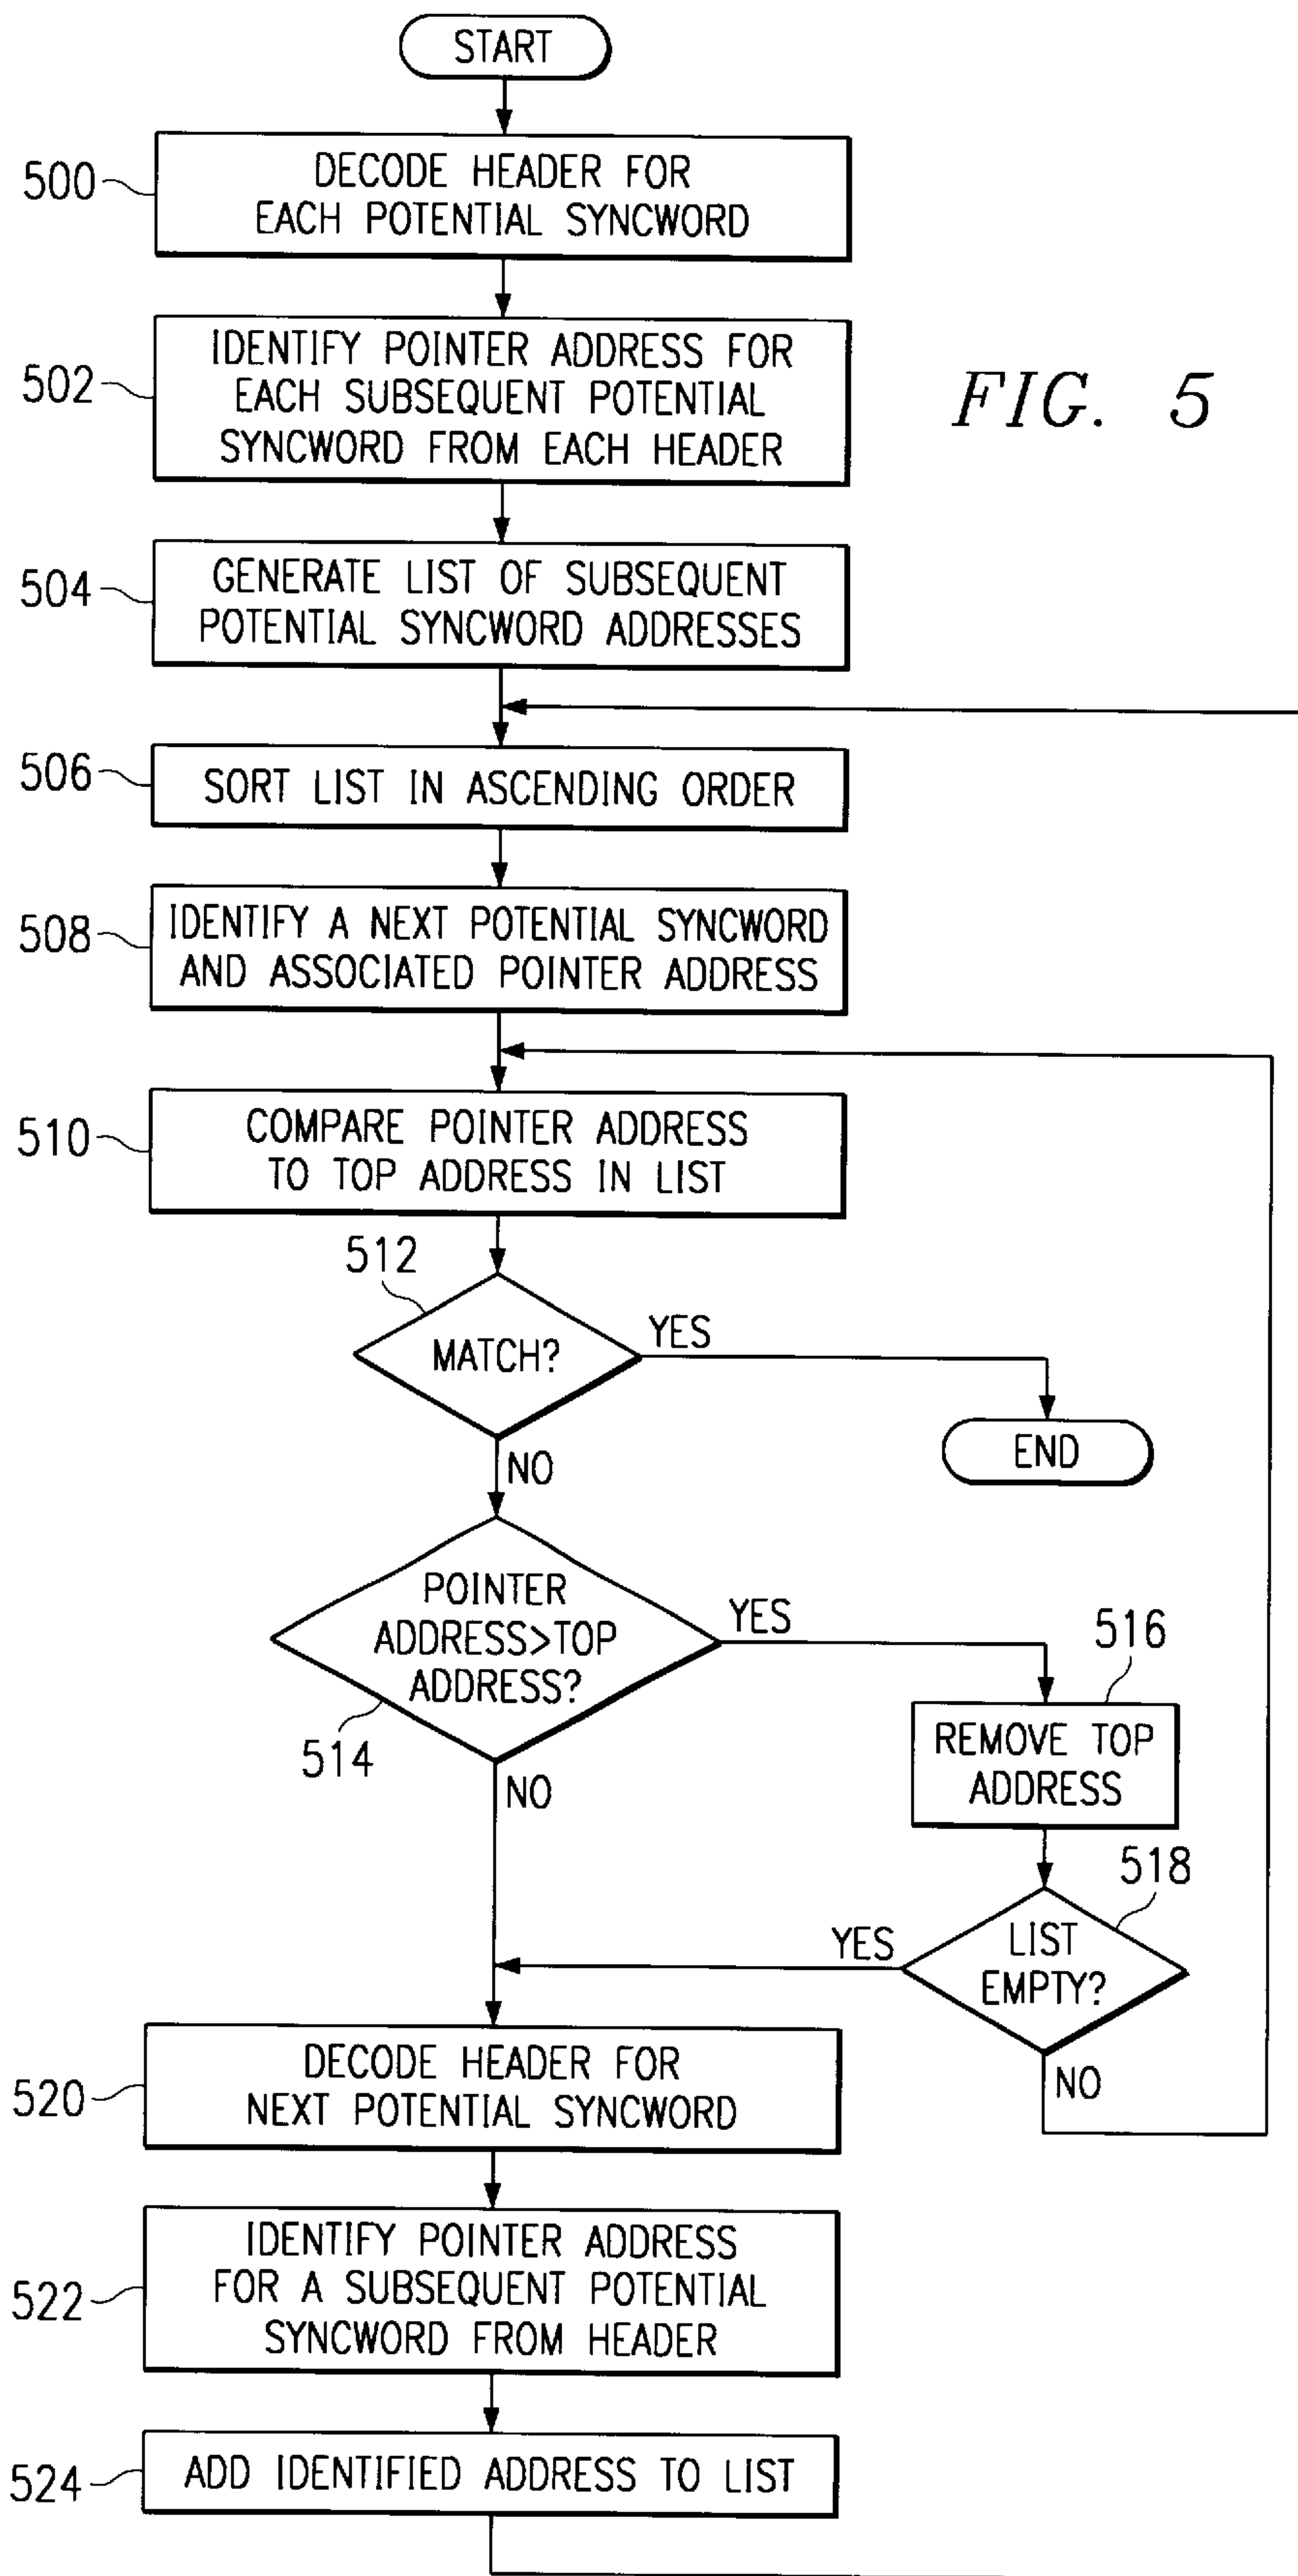 START
500
DECODE HEADER FOR
EACH POTENTIAL SYNCWORD
502
IDENTIFY POINTER ADDRESS FOR
EACH SUBSEQUENT POTENTIAL
SYNCWORD FROM EACH HEADER
FIG. 5
504
GENERATE LIST OF SUBSEQUENT
POTENTIAL SYNCWORD ADDRESSES
506
SORT LIST IN ASCENDING ORDER
508
IDENTIFY A NEXT POTENTIAL SYNCWORD
AND ASSOCIATED POINTER ADDRESS
510
COMPARE POINTER ADDRESS
TO TOP ADDRESS IN LIST
512
MATCH?
YES
END
NO
POINTER
ADDRESS>TOP
ADDRESS?
514
YES
516
REMOVE TOP
ADDRESS
NO
518
LIST
EMPTY?
YES
NO
520
DECODE HEADER FOR
NEXT POTENTIAL SYNCWORD
522
IDENTIFY POINTER ADDRESS
FOR A SUBSEQUENT POTENTIAL
SYNCWORD FROM HEADER
524
ADD IDENTIFIED ADDRESS TO LIST